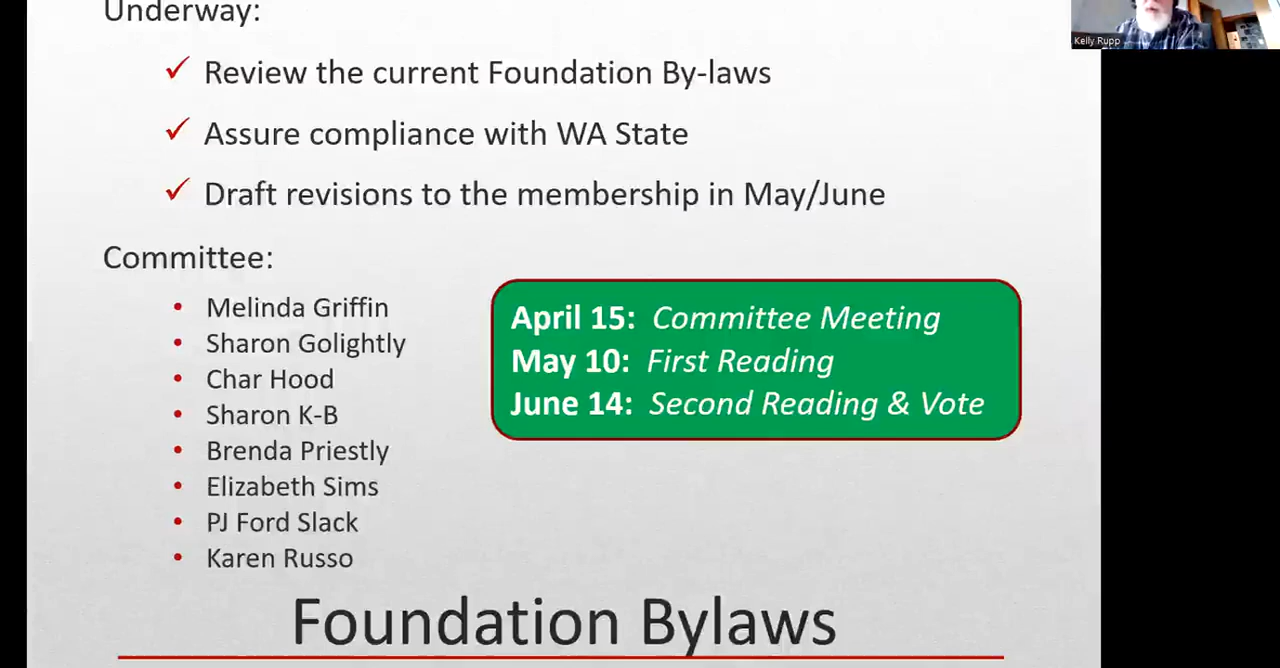 Underway:
Kelly Rupp
Review the current Foundation By-laws
Assure compliance with WA State
Draft revisions to the membership in May/June
Committee:
Melinda Griffin
Sharon Golightly
Char Hood
Sharon K-B
Brenda Priestly
Elizabeth Sims
PJ Ford Slack
Karen Russo
April 15: Committee Meeting
May 10: First Reading
June 14: Second Reading & Vote
Foundation Bylaws